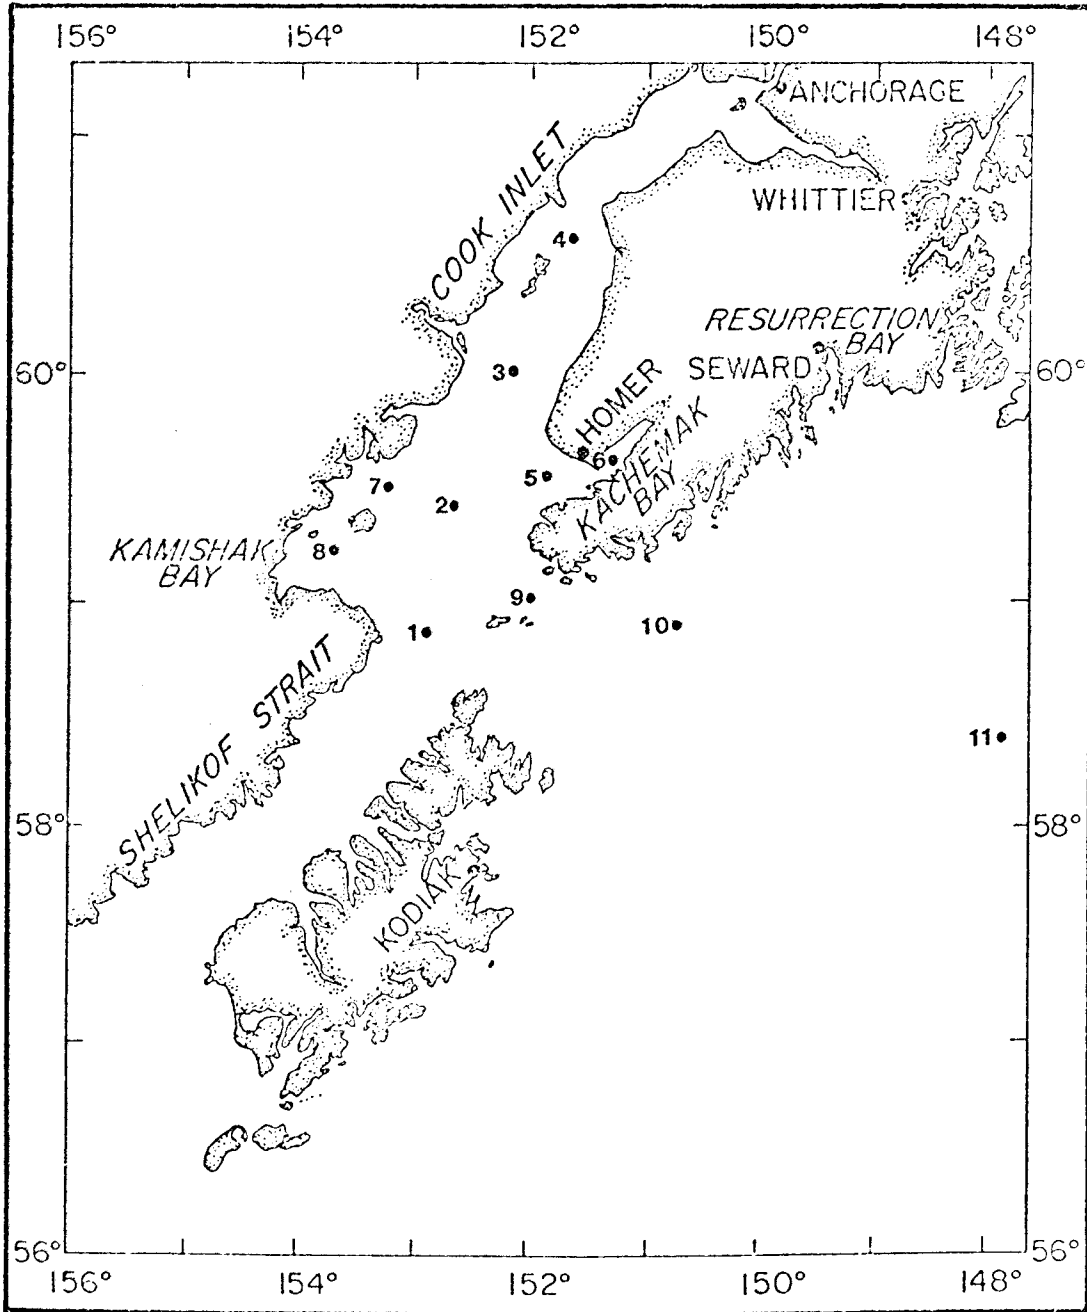 156° 154° 152° 150° 148°
ANCHORAGE
WHITTIER
COOK INLET
4
RESURRECTION
BAY
60° 3 SEWARD 60°
HOMER
KACHEMAK
BAY
6
5
7
2
KAMISHAK
BAY
8
9
10
1
SHELIKOF STRAIT
11
58° 58°
KODIAK
56° 56°
156° 154° 152° 150° 148°